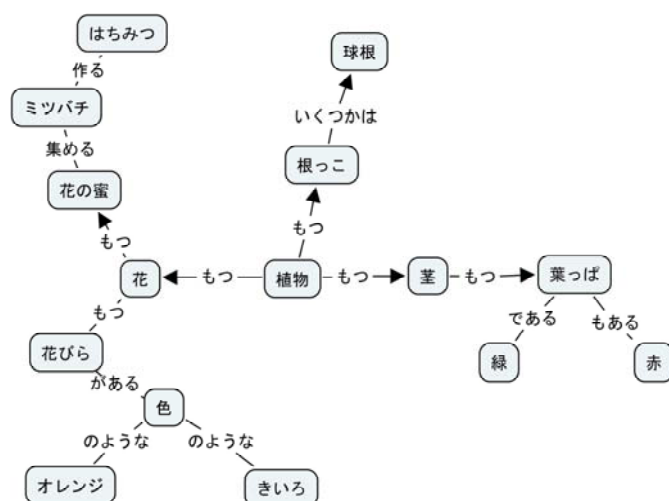 はちみつ
作る
ミツバチ
集める
花の蜜
もつ
球根
いくつかは
根っこ
もつ
花
もつ
植物
もつ
茎
もつ
葉っぱ
もつ
花びら
がある
色
のような
のような
オレンジ
きいろ
である
もある
緑
赤